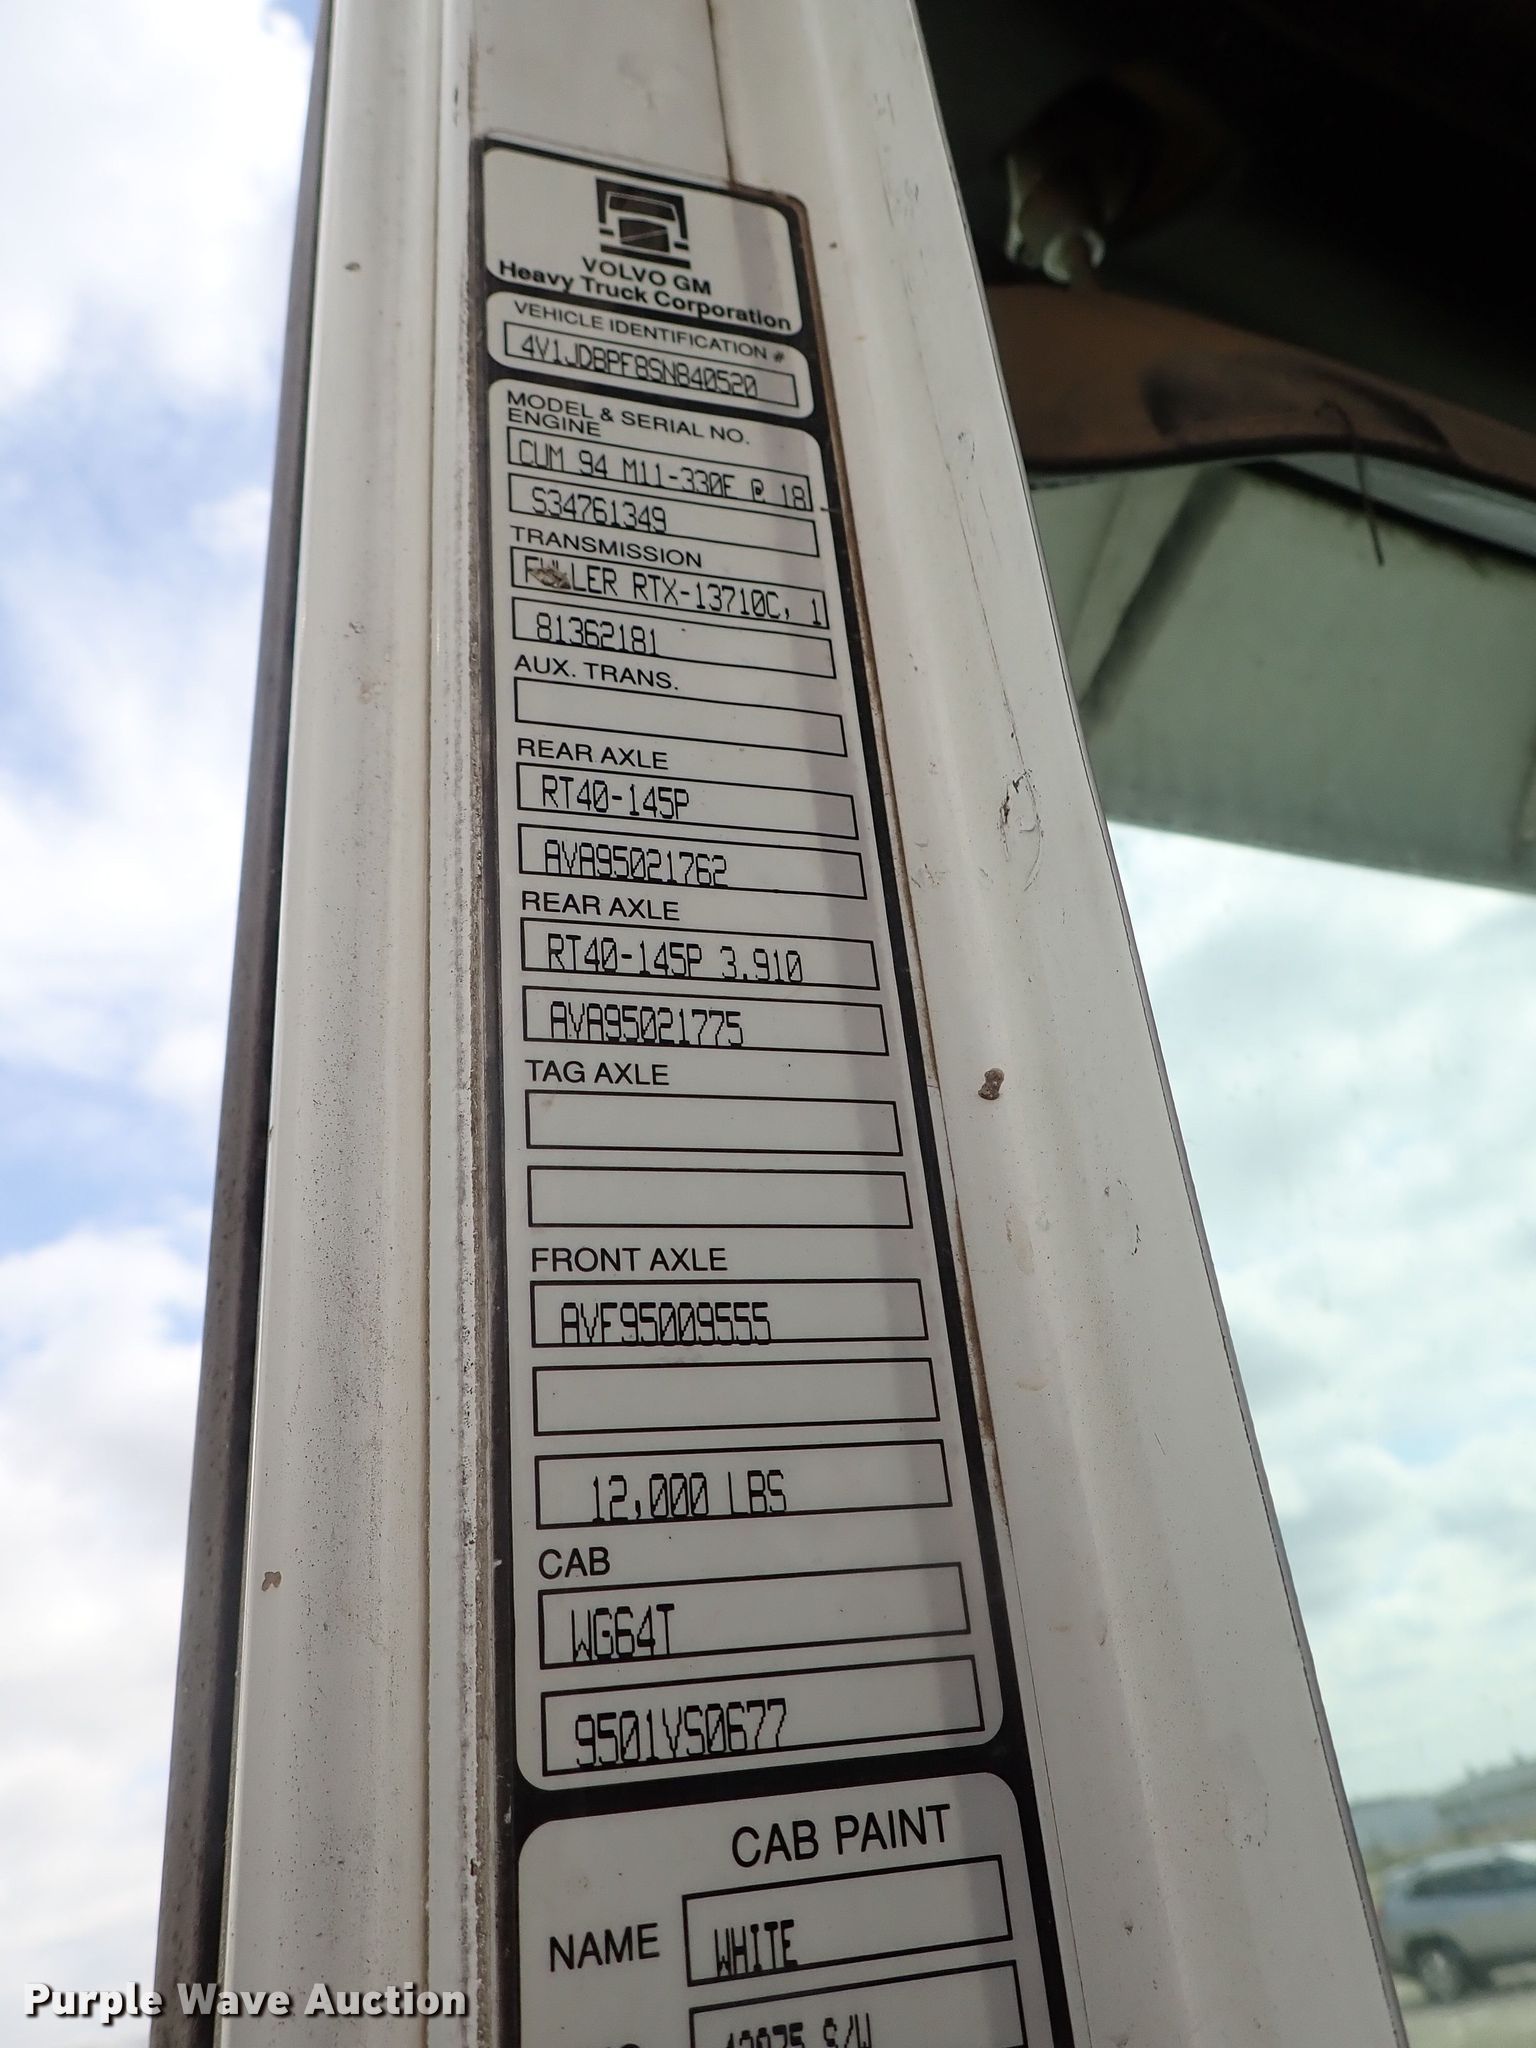 VOLVO GM
Heavy Truck Corporation
VEHICLE IDENTIFICATION #
4V1JDBPF8SN840520
MODEL & SERIAL NO.
ENGINE
CUM 94 M11-330E @ 18
S34761349
TRANSMISSION
FULLER RTX-13710C, 1
81362181
AUX. TRANS.
REAR AXLE
RT40-145P
AVA95021762
REAR AXLE
RT40-145P 3.910
AVA95021775
TAG AXLE
FRONT AXLE
AVF95009555
12,000 LBS
CAB
WG64T
9501VS0677
CAB PAINT
NAME
WHITE
S/W
Purple Wave Auction